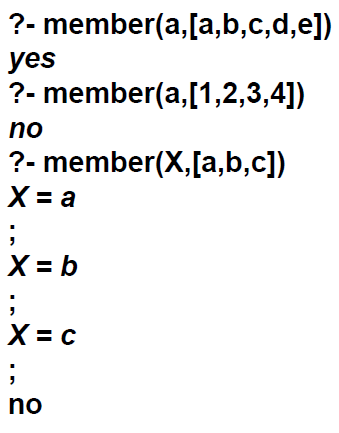 ?- member(a,[a,b,c,d,e])
yes
?- member(a,[1,2,3,4])
no
?- member(X,[a,b,c])
X = a
;
X = b
;
X = c
;
no